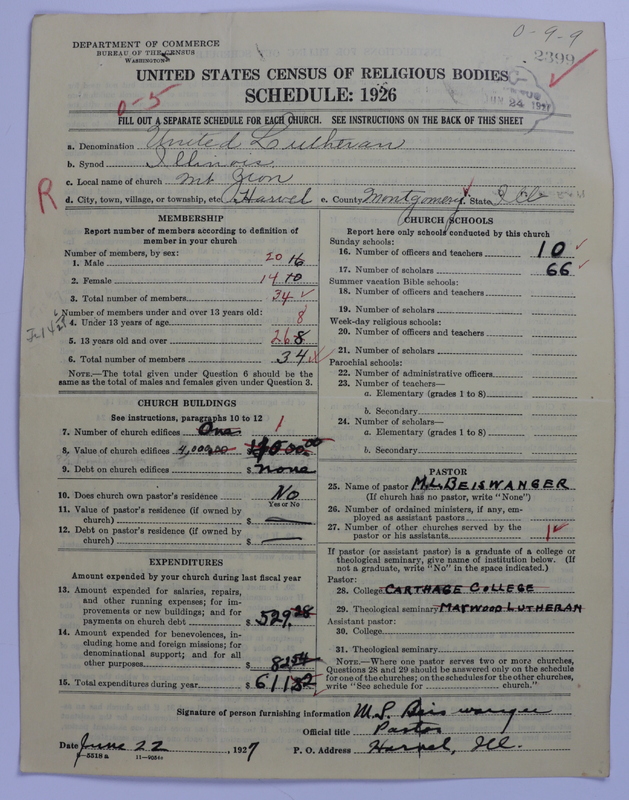 0-9-9
DEPARTMENT OF COMMERCE
BUREAU OF THE CENSUS
WASHINGTON
2399
UNITED STATES CENSUS OF RELIGIOUS BODIES
SCHEDULE: 1926
24 1927
0-5
FILL OUT A SEPARATE SCHEDULE FOR EACH CHURCH. SEE INSTRUCTIONS ON THE BACK OF THIS SHEET
a. Denomination United Lutheran
b. Synod Illinois
c. Local name of church Mt Zion
R
d. City, town, village, or township, etc. Harvel e. County Montgomery f. State Ill
MEMBERSHIP
Report number of members according to definition of
member in your church
Number of members, by sex:
1. Male 20 16
2. Female 14 10
3. Total number of members 34
Number of members under and over 13 years old:
4. Under 13 years of age 8
5. 13 years old and over 26 8
6. Total number of members 34
NOTE.—The total given under Question 6 should be the
same as the total of males and females given under Question 3.
CHURCH BUILDINGS
See instructions, paragraphs 10 to 12
7. Number of church edifices One 1
8. Value of church edifices 4,000.00
9. Debt on church edifices $ none
10. Does church own pastor's residence No
Yes or No
11. Value of pastor's residence (if owned by
church) $ —
12. Debt on pastor's residence (if owned by
church) $ —
EXPENDITURES
Amount expended by your church during last fiscal year
13. Amount expended for salaries, repairs,
and other running expenses; for im-
provements or new buildings; and for
payments on church debt $ 529.28
14. Amount expended for benevolences, in-
cluding home and foreign missions; for
denominational support; and for all
other purposes $ 82.54
15. Total expenditures during year $ 611 82
CHURCH SCHOOLS
Report here only schools conducted by this church
Sunday schools:
16. Number of officers and teachers 10
17. Number of scholars 66
Summer vacation Bible schools:
18. Number of officers and teachers
19. Number of scholars
Week-day religious schools:
20. Number of officers and teachers
21. Number of scholars
Parochial schools:
22. Number of administrative officers
23. Number of teachers—
a. Elementary (grades 1 to 8)
b. Secondary
24. Number of scholars—
a. Elementary (grades 1 to 8)
b. Secondary
PASTOR
25. Name of pastor M.L. BEISWANGER
(If church has no pastor, write "None")
26. Number of ordained ministers, if any, em-
ployed as assistant pastors
27. Number of other churches served by the
pastor or his assistants 1
If pastor (or assistant pastor) is a graduate of a college or
theological seminary, give name of institution below. (If
not a graduate, write "No" in the space indicated.)
Pastor:
28. College CARTHAGE COLLEGE
29. Theological seminary MAYWOOD LUTHERAN
Assistant pastor:
30. College
31. Theological seminary
NOTE.—Where one pastor serves two or more churches,
Questions 28 and 29 should be answered only on the schedule
for one of the churches; on the schedules for the other churches,
write "See schedule for church."
Signature of person furnishing information M.L. Beiswanger
Official title Pastor
Date June 22, 1927 P. O. Address Harvel, Ill.
8—5518 a 11—9054a